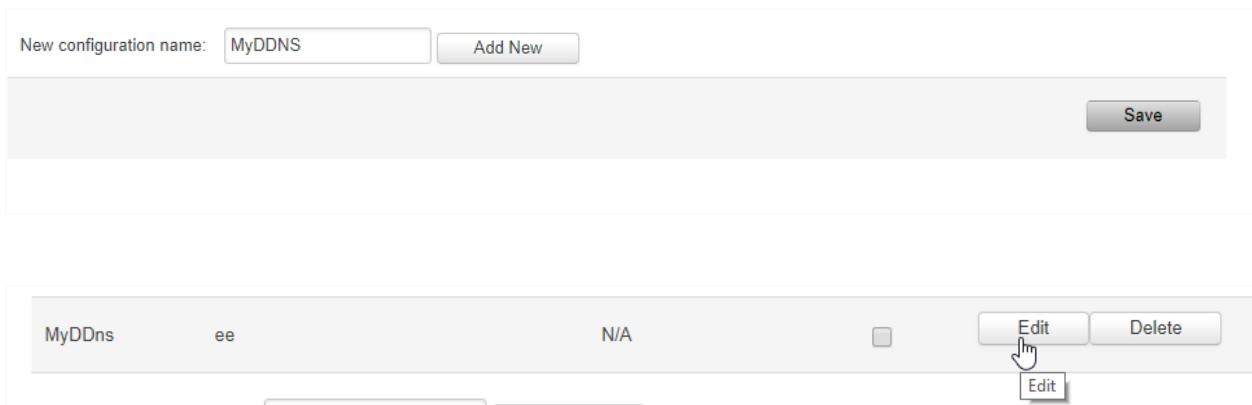 New configuration name: MyDDNS Add New
Save
MyDDns ee N/A Edit Delete
Edit